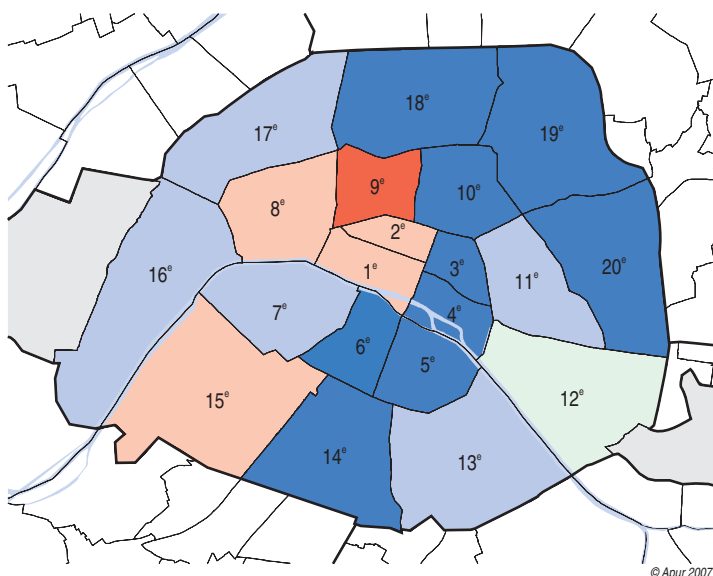 18ᵉ
17ᵉ
19ᵉ
9ᵉ
10ᵉ
8ᵉ
2ᵉ
3ᵉ
20ᵉ
1ᵉ
16ᵉ
11ᵉ
7ᵉ
4ᵉ
6ᵉ
5ᵉ
15ᵉ
12ᵉ
14ᵉ
13ᵉ
© Apur 2007